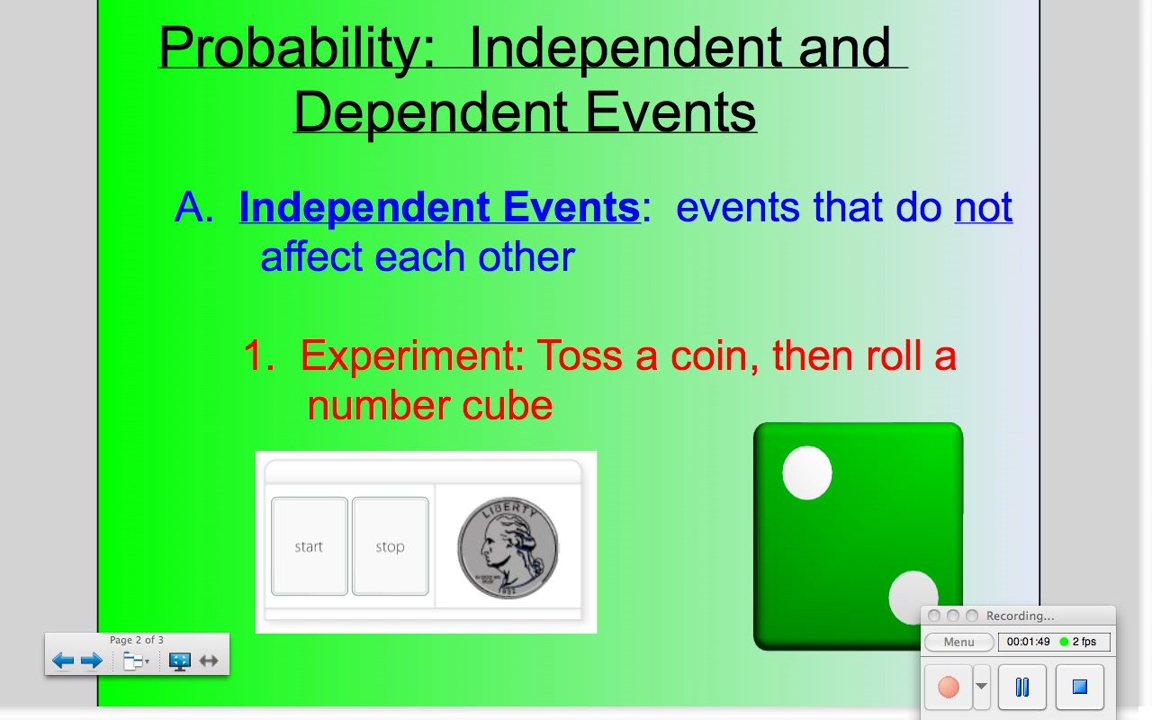 Probability: Independent and
Dependent Events
A. Independent Events: events that do not
affect each other
1. Experiment: Toss a coin, then roll a
number cube
start
stop
LIBERTY
1932
Page 2 of 3
Recording...
Menu
00:01:49
2 fps